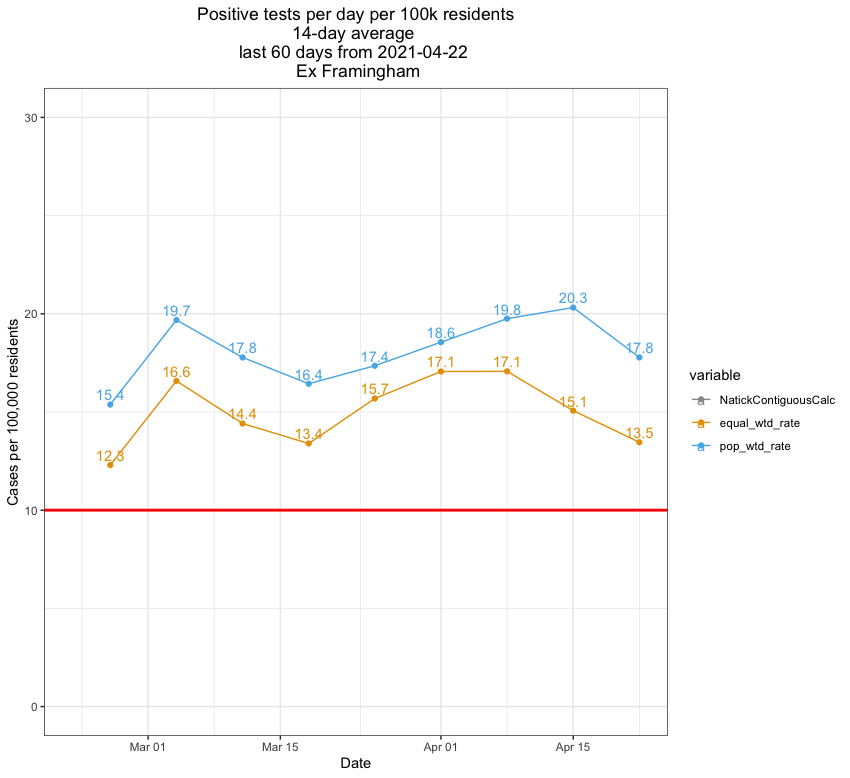 Positive tests per day per 100k residents
14-day average
last 60 days from 2021-04-22
Ex Framingham
Cases per 100,000 residents
30
20
10
0
15.4
19.7
17.8
16.4
17.4
18.6
19.8
20.3
17.8
12.3
16.6
14.4
13.4
15.7
17.1
17.1
15.1
13.5
Mar 01
Mar 15
Apr 01
Apr 15
Date
variable
a NatickContiguousCalc
a equal_wtd_rate
a pop_wtd_rate